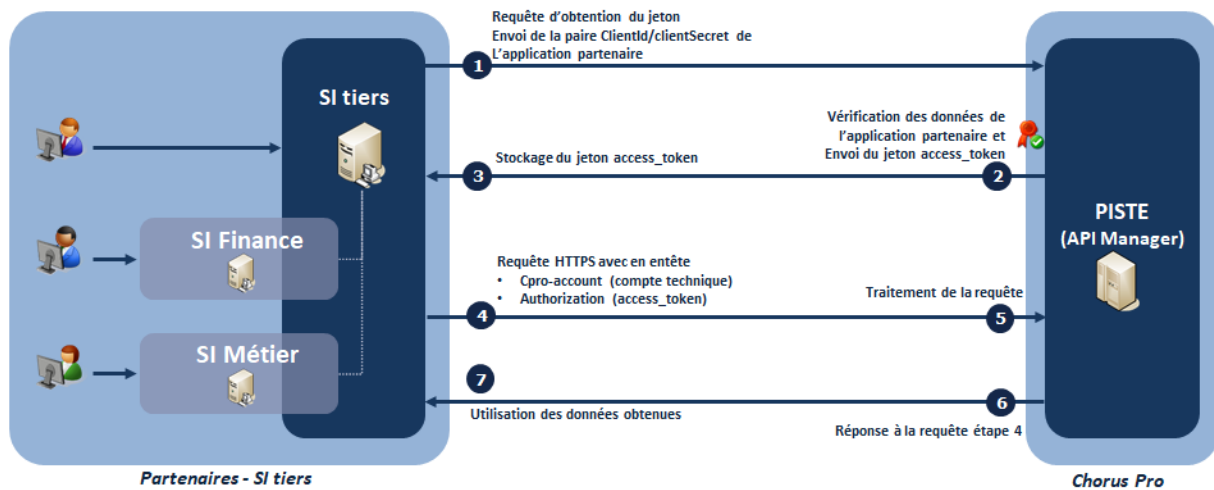 Requête d'obtention du jeton
Envoi de la paire ClientId/clientSecret de
L'application partenaire
1
SI tiers
Vérification des données de
l'application partenaire et
Envoi du jeton access_token
Stockage du jeton access_token
3
2
PISTE
(API Manager)
SI Finance
Requête HTTPS avec en entête
• Cpro-account (compte technique)
• Authorization (access_token)
Traitement de la requête
4
5
SI Métier
7
6
Utilisation des données obtenues
Réponse à la requête étape 4
Partenaires - SI tiers
Chorus Pro